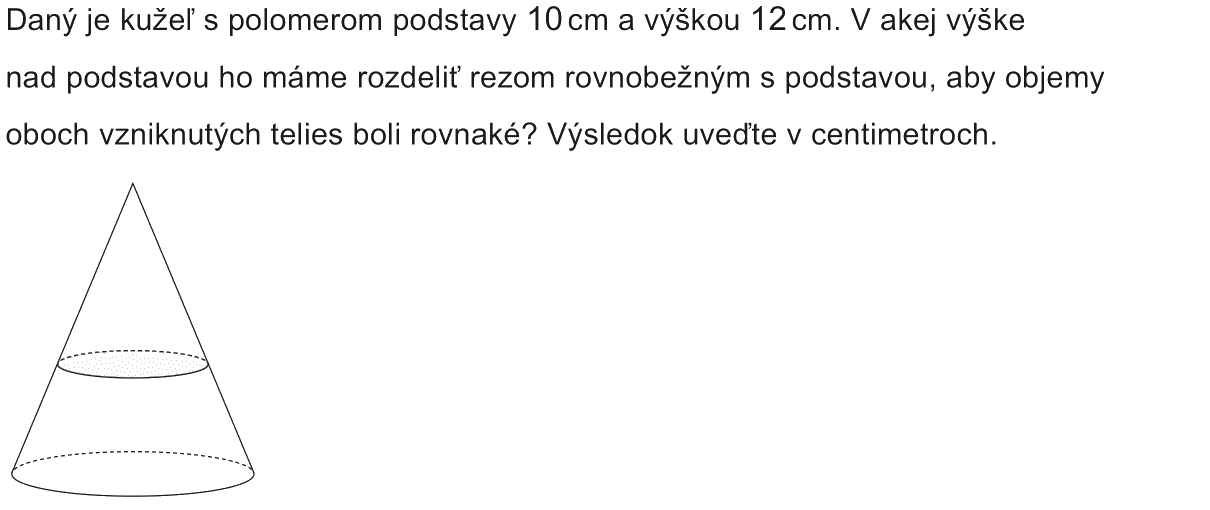 Daný je kužeľ s polomerom podstavy 10 cm a výškou 12 cm. V akej výške
nad podstavou ho máme rozdeliť rezom rovnobežným s podstavou, aby objemy
oboch vzniknutých telies boli rovnaké? Výsledok uveďte v centimetroch.